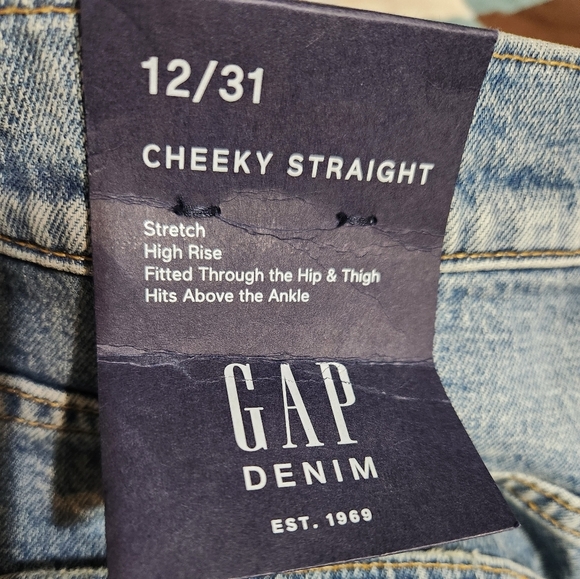 12/31
CHEEKY STRAIGHT
Stretch
High Rise
Fitted Through the Hip & Thigh
Hits Above the Ankle
GAP
DENIM
EST. 1969